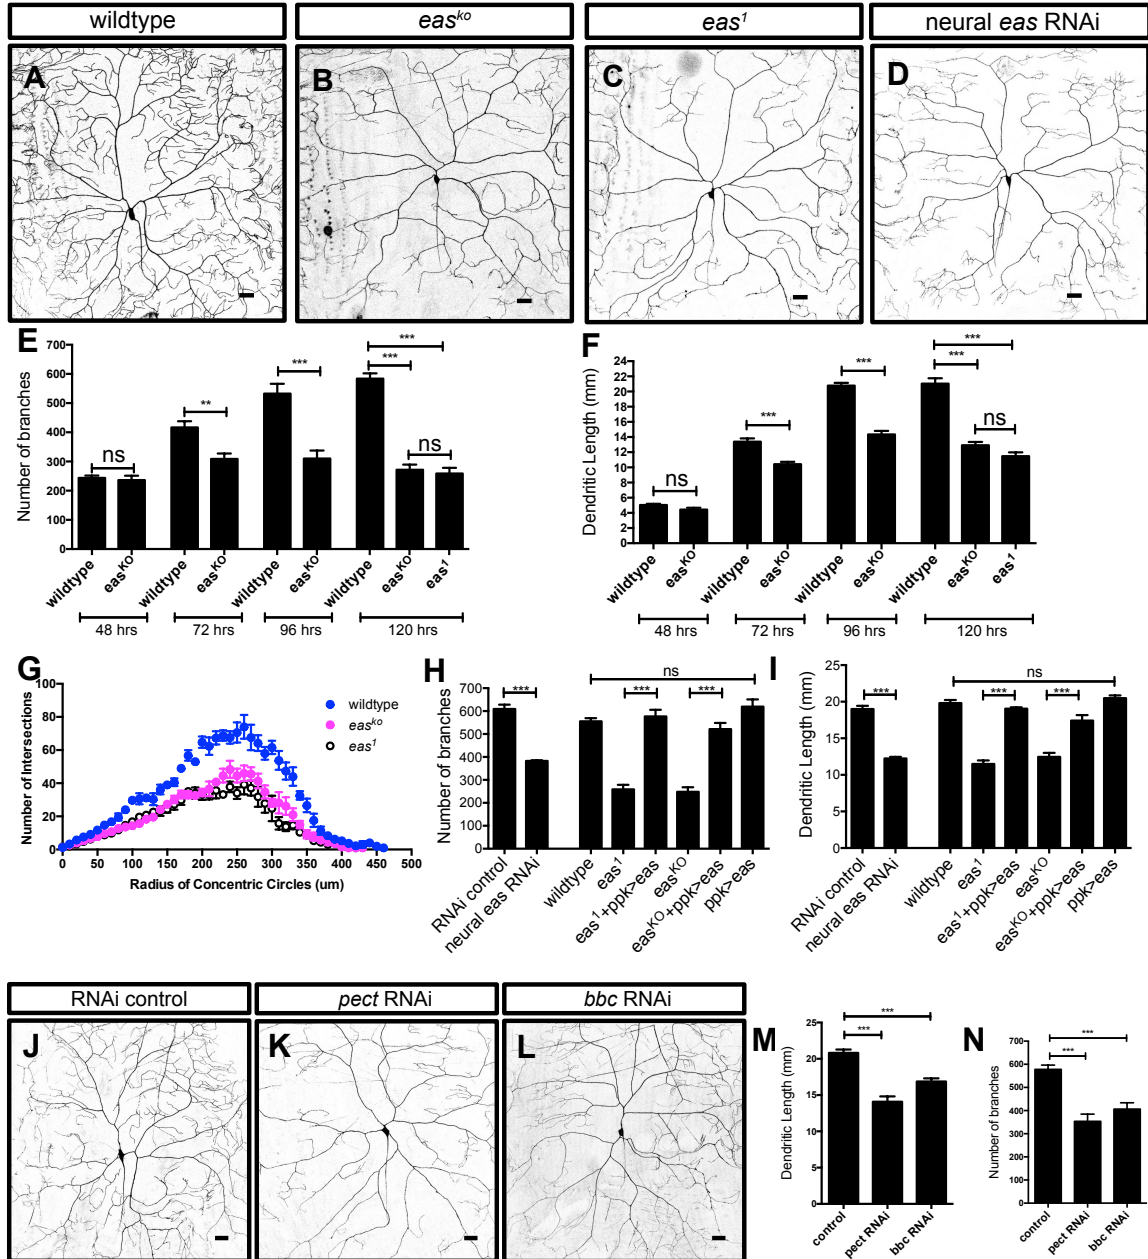 wildtype
eas^ko
eas^1
neural eas RNAi
A
B
C
D
E
Number of branches
700
600
500
400
300
200
100
0
ns
**
***
***
***
ns
wildtype
eas^KO
wildtype
eas^KO
wildtype
eas^KO
wildtype
eas^KO
eas^1
48 hrs
72 hrs
96 hrs
120 hrs
F
Dendritic Length (mm)
24
22
20
18
16
14
12
10
8
6
4
2
0
ns
***
***
***
***
ns
wildtype
eas^KO
wildtype
eas^KO
wildtype
eas^KO
wildtype
eas^KO
eas^1
48 hrs
72 hrs
96 hrs
120 hrs
G
Number of Intersections
100
80
60
40
20
0
0
50
100
150
200
250
300
350
400
450
500
Radius of Concentric Circles (um)
wildtype
eas^ko
eas^1
H
Number of branches
700
600
500
400
300
200
100
0
***
ns
***
***
RNAi control
neural eas RNAi
wildtype
eas^1
eas^1+ppk>eas
eas^KO
eas^KO+ppk>eas
ppk>eas
I
Dendritic Length (mm)
25
20
15
10
5
0
***
ns
***
***
RNAi control
neural eas RNAi
wildtype
eas^1
eas^1+ppk>eas
eas^KO
eas^KO+ppk>eas
ppk>eas
RNAi control
pect RNAi
bbc RNAi
J
K
L
M
Dendritic Length (mm)
25
20
15
10
5
0
***
***
control
pect RNAi
bbc RNAi
N
Number of branches
700
600
500
400
300
200
100
0
***
***
control
pect RNAi
bbc RNAi